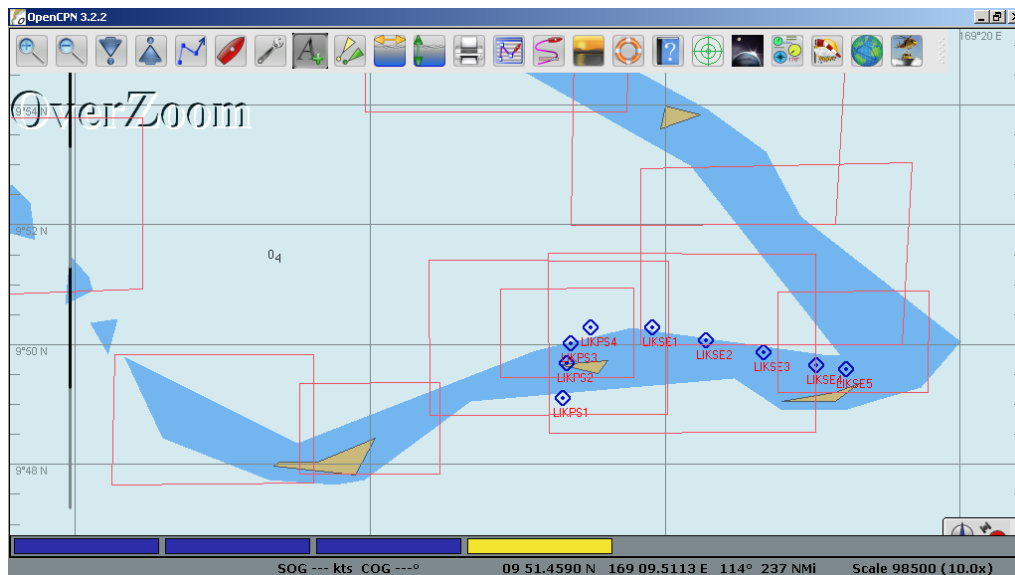 OpenCPN 3.2.2
169°20 E
9°54 N
OverZoom
9°52 N
04
9°50 N
LIKPS4
LIKSE1
LIKSE2
LIKPS3
LIKSE3
LIKPS2
LIKSE4
LIKSE5
LIKPS1
9°48 N
SOG --- kts COG ---°
09 51.4590 N 169 09.5113 E 114° 237 NMi
Scale 98500 (10.0x)